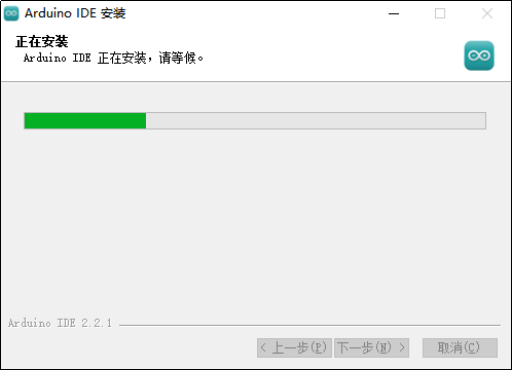 Arduino IDE 安装
正在安装
Arduino IDE 正在安装，请等候。
Arduino IDE 2.2.1
< 上一步(P) 下一步(N) > 取消(C)